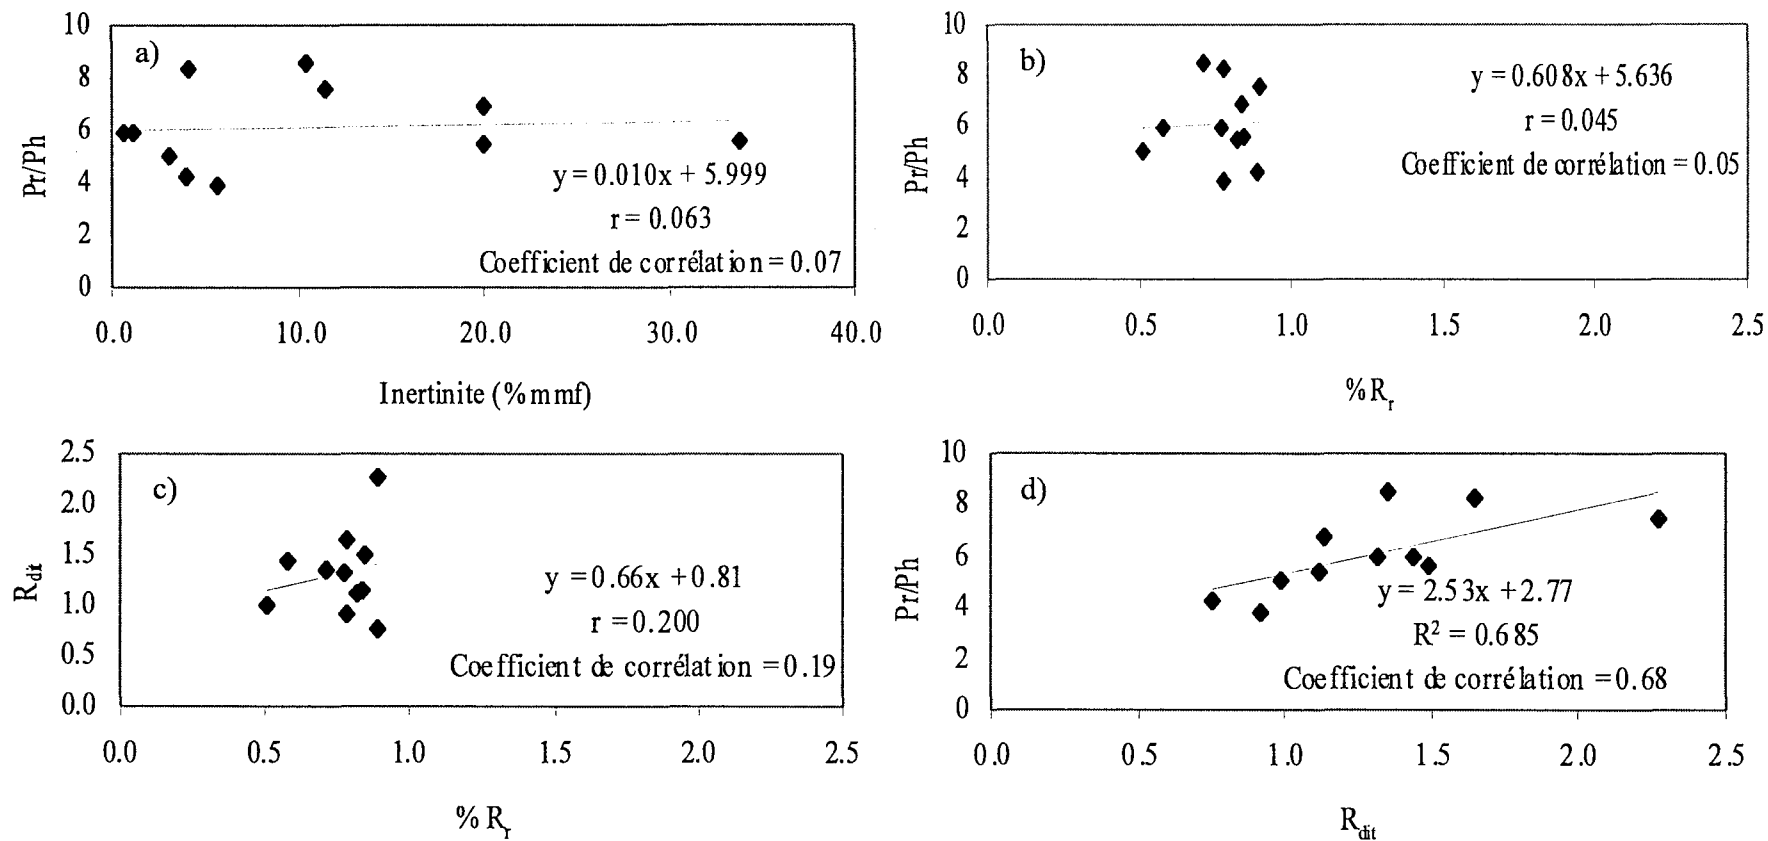 a)
10
8
6
4
2
0
Pr/Ph
y = 0.010x + 5.999
r = 0.063
Coefficient de corrélation = 0.07
0.0 10.0 20.0 30.0 40.0
Inertinite (%mmf)
b)
10
8
6
4
2
0
Pr/Ph
y = 0.608x + 5.636
r = 0.045
Coefficient de corrélation = 0.05
0.0 0.5 1.0 1.5 2.0 2.5
%Rr
c)
2.5
2.0
1.5
1.0
0.5
0.0
Rdit
y = 0.66x + 0.81
r = 0.200
Coefficient de corrélation = 0.19
0.0 0.5 1.0 1.5 2.0 2.5
% Rr
d)
10
8
6
4
2
0
Pr/Ph
y = 2.53x + 2.77
R² = 0.685
Coefficient de corrélation = 0.68
0.0 0.5 1.0 1.5 2.0 2.5
Rdit